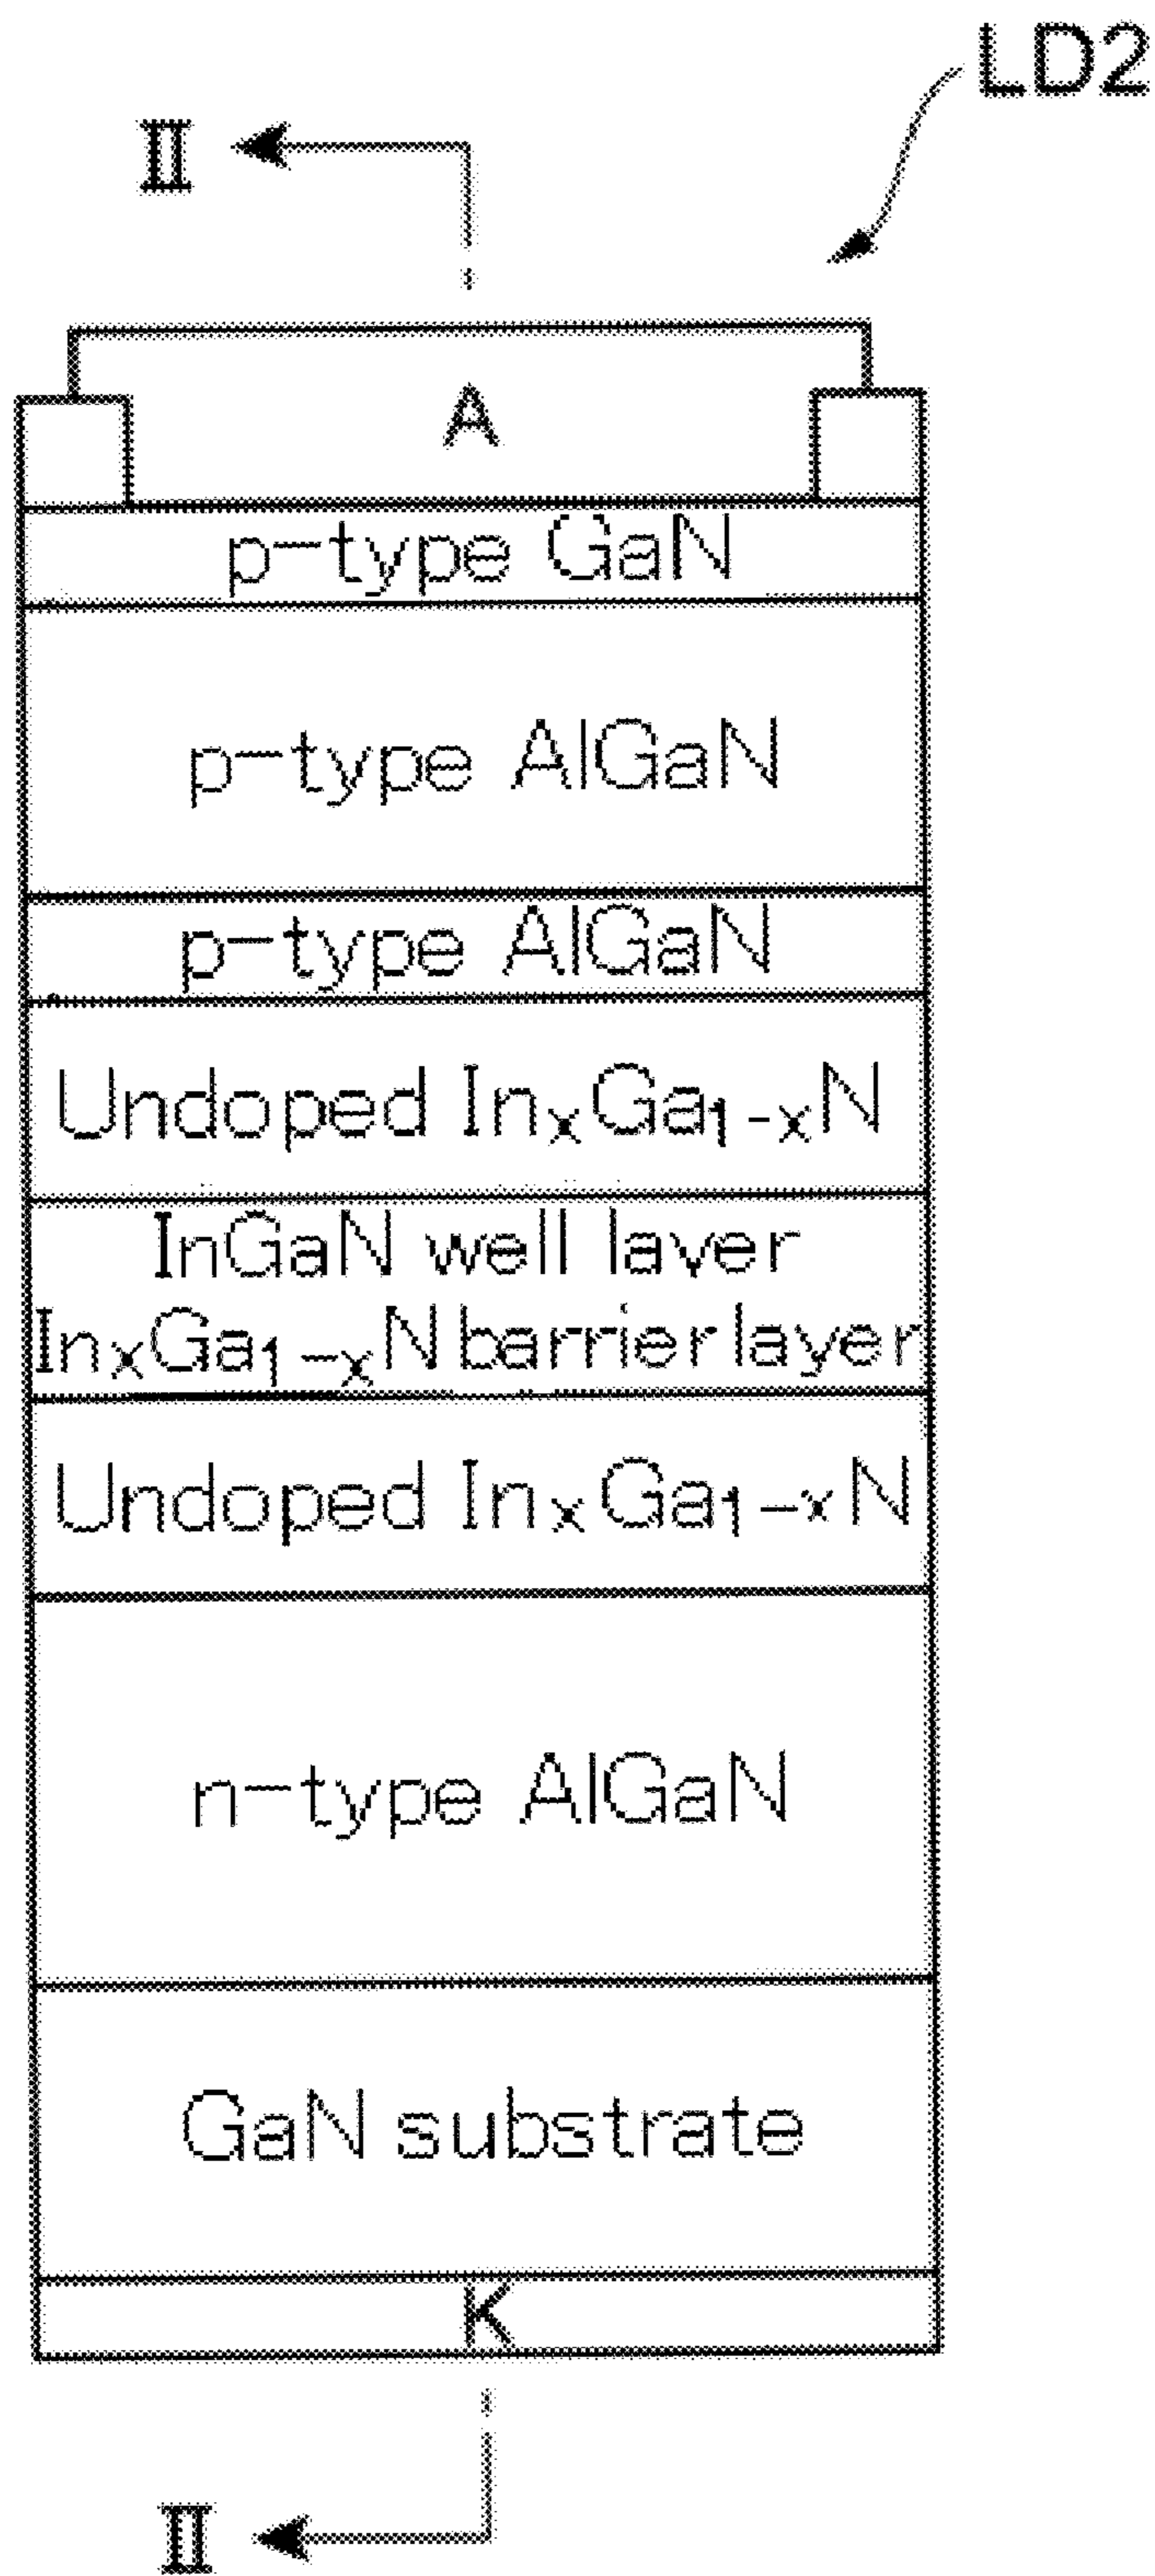 LD2
II
A
p-type GaN
p-type AlGaN
p-type AlGaN
Undoped InₓGa₁₋ₓN
InGaN well layer
InₓGa₁₋ₓN barrier layer
Undoped InₓGa₁₋ₓN
n-type AlGaN
GaN substrate
K
II